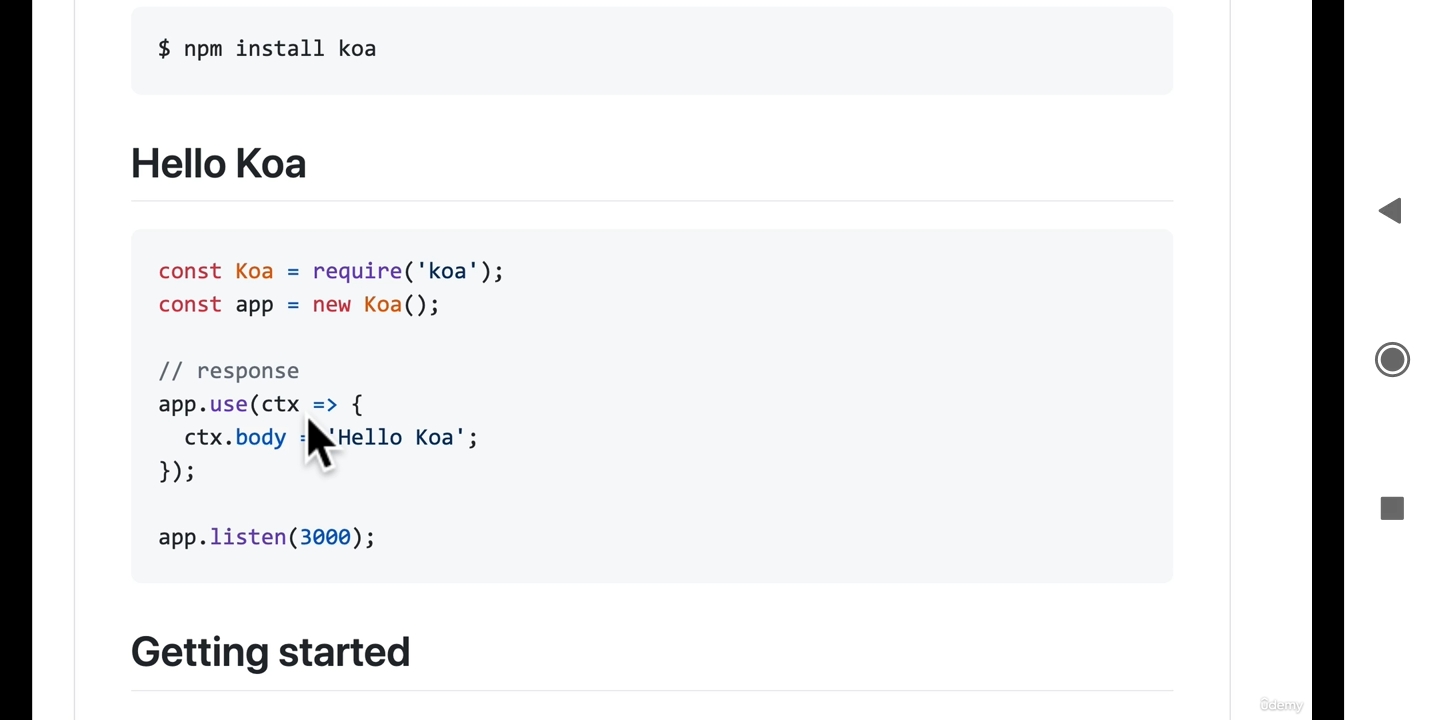 $ npm install koa
Hello Koa
const Koa = require('koa');
const app = new Koa();
// response
app.use(ctx => {
ctx.body = 'Hello Koa';
});
app.listen(3000);
Getting started
ûdemy